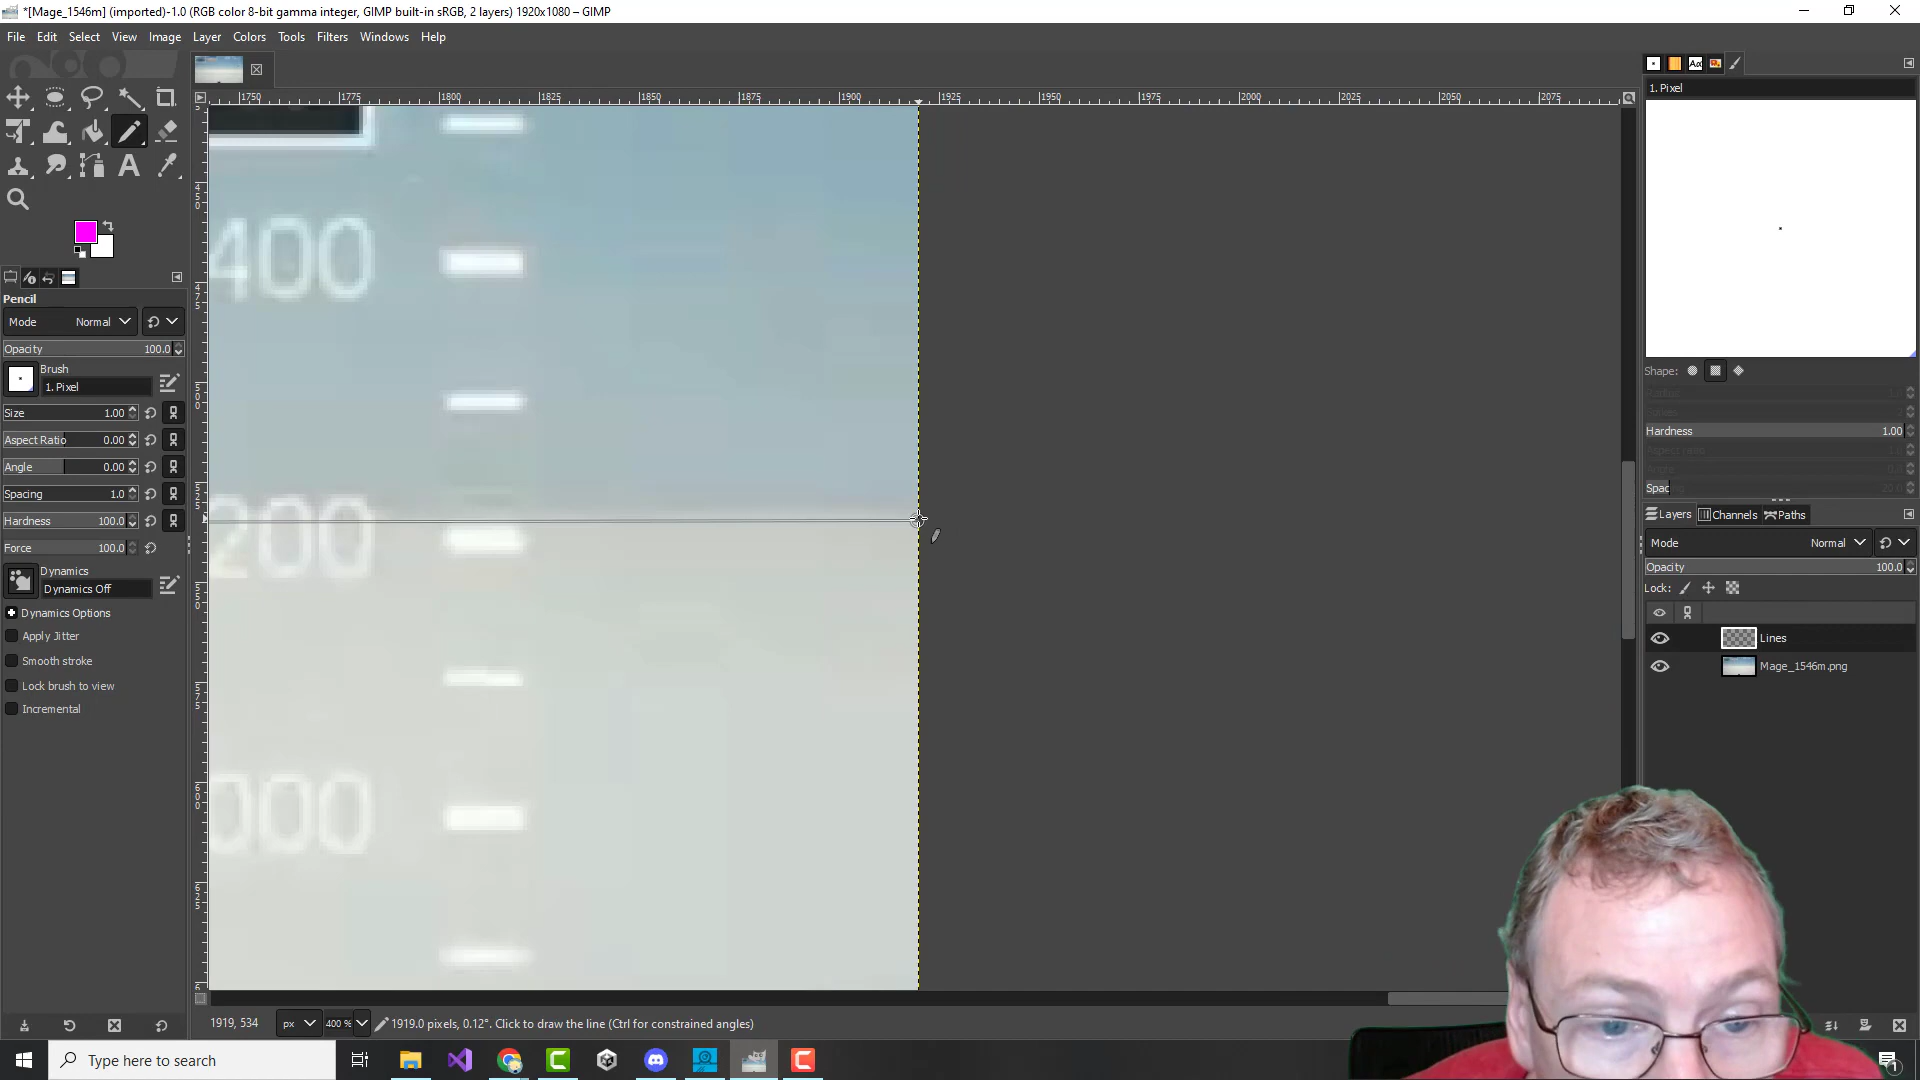 *[Mage_1546m] (imported)-1.0 (RGB color 8-bit gamma integer, GIMP built-in sRGB, 2 layers) 1920x1080 – GIMP
File Edit Select View Image Layer Colors Tools Filters Windows Help
1750 1775 1800 1825 1850 1875 1900 1925 1950 1975 2000 2025 2050 2075
1. Pixel
400
200
000
Pencil
Mode Normal
Opacity 100.0
Brush
1. Pixel
Size 1.00
Aspect Ratio 0.00
Angle 0.00
Spacing 1.0
Hardness 100.0
Force 100.0
Dynamics
Dynamics Off
Dynamics Options
Apply Jitter
Smooth stroke
Lock brush to view
Incremental
Shape:
Hardness 1.00
Spac
Layers Channels Paths
Mode Normal
Opacity 100.0
Lock:
Lines
Mage_1546m.png
1919, 534 px 400 % 1919.0 pixels, 0.12°. Click to draw the line (Ctrl for constrained angles)
Type here to search
1